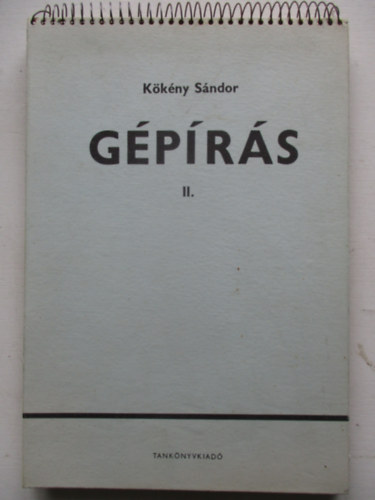 Kökény Sándor
GÉPÍRÁS
II.
TANKÖNYVKIADÓ